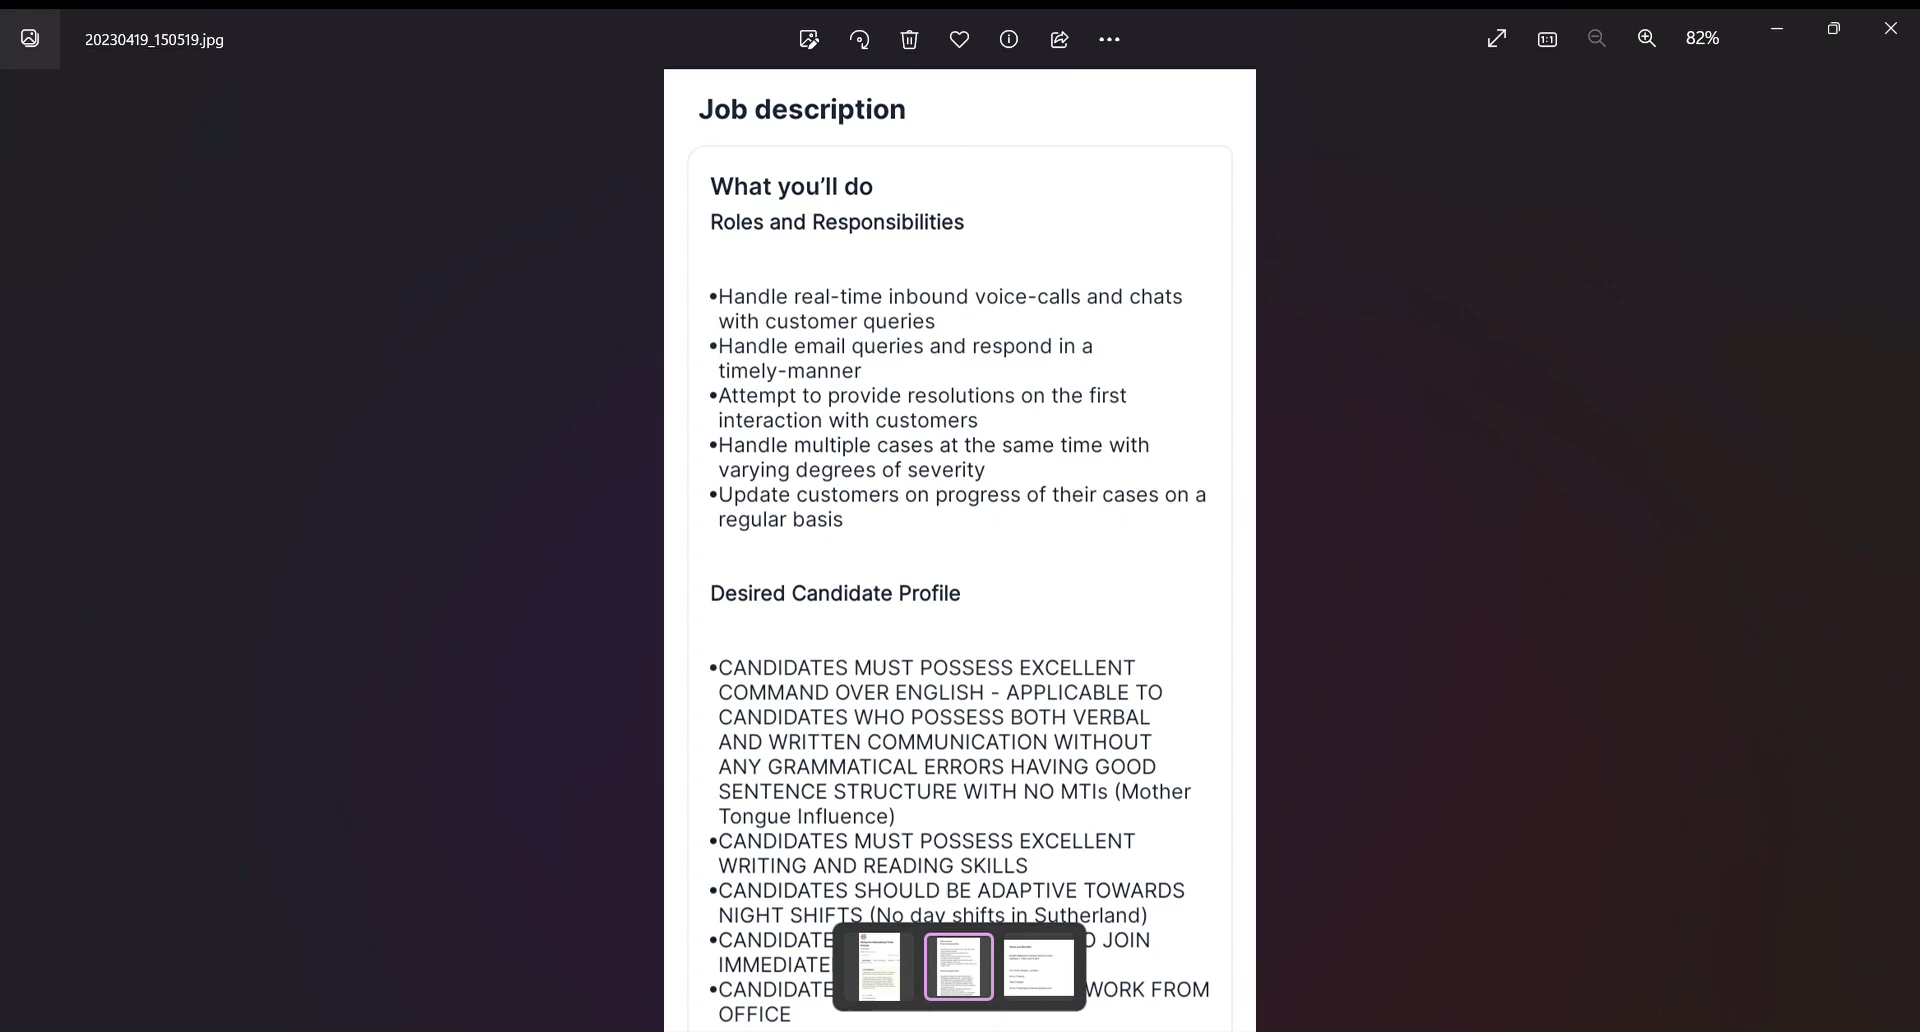 20230419_150519.jpg
82%
Job description
What you'll do
Roles and Responsibilities
•Handle real-time inbound voice-calls and chats
with customer queries
•Handle email queries and respond in a
timely-manner
•Attempt to provide resolutions on the first
interaction with customers
•Handle multiple cases at the same time with
varying degrees of severity
•Update customers on progress of their cases on a
regular basis
Desired Candidate Profile
•CANDIDATES MUST POSSESS EXCELLENT
COMMAND OVER ENGLISH - APPLICABLE TO
CANDIDATES WHO POSSESS BOTH VERBAL
AND WRITTEN COMMUNICATION WITHOUT
ANY GRAMMATICAL ERRORS HAVING GOOD
SENTENCE STRUCTURE WITH NO MTIs (Mother
Tongue Influence)
•CANDIDATES MUST POSSESS EXCELLENT
WRITING AND READING SKILLS
•CANDIDATES SHOULD BE ADAPTIVE TOWARDS
NIGHT SHIFTS (No day shifts in Sutherland)
•CANDIDATE JOIN
IMMEDIATE
•CANDIDATE WORK FROM
OFFICE